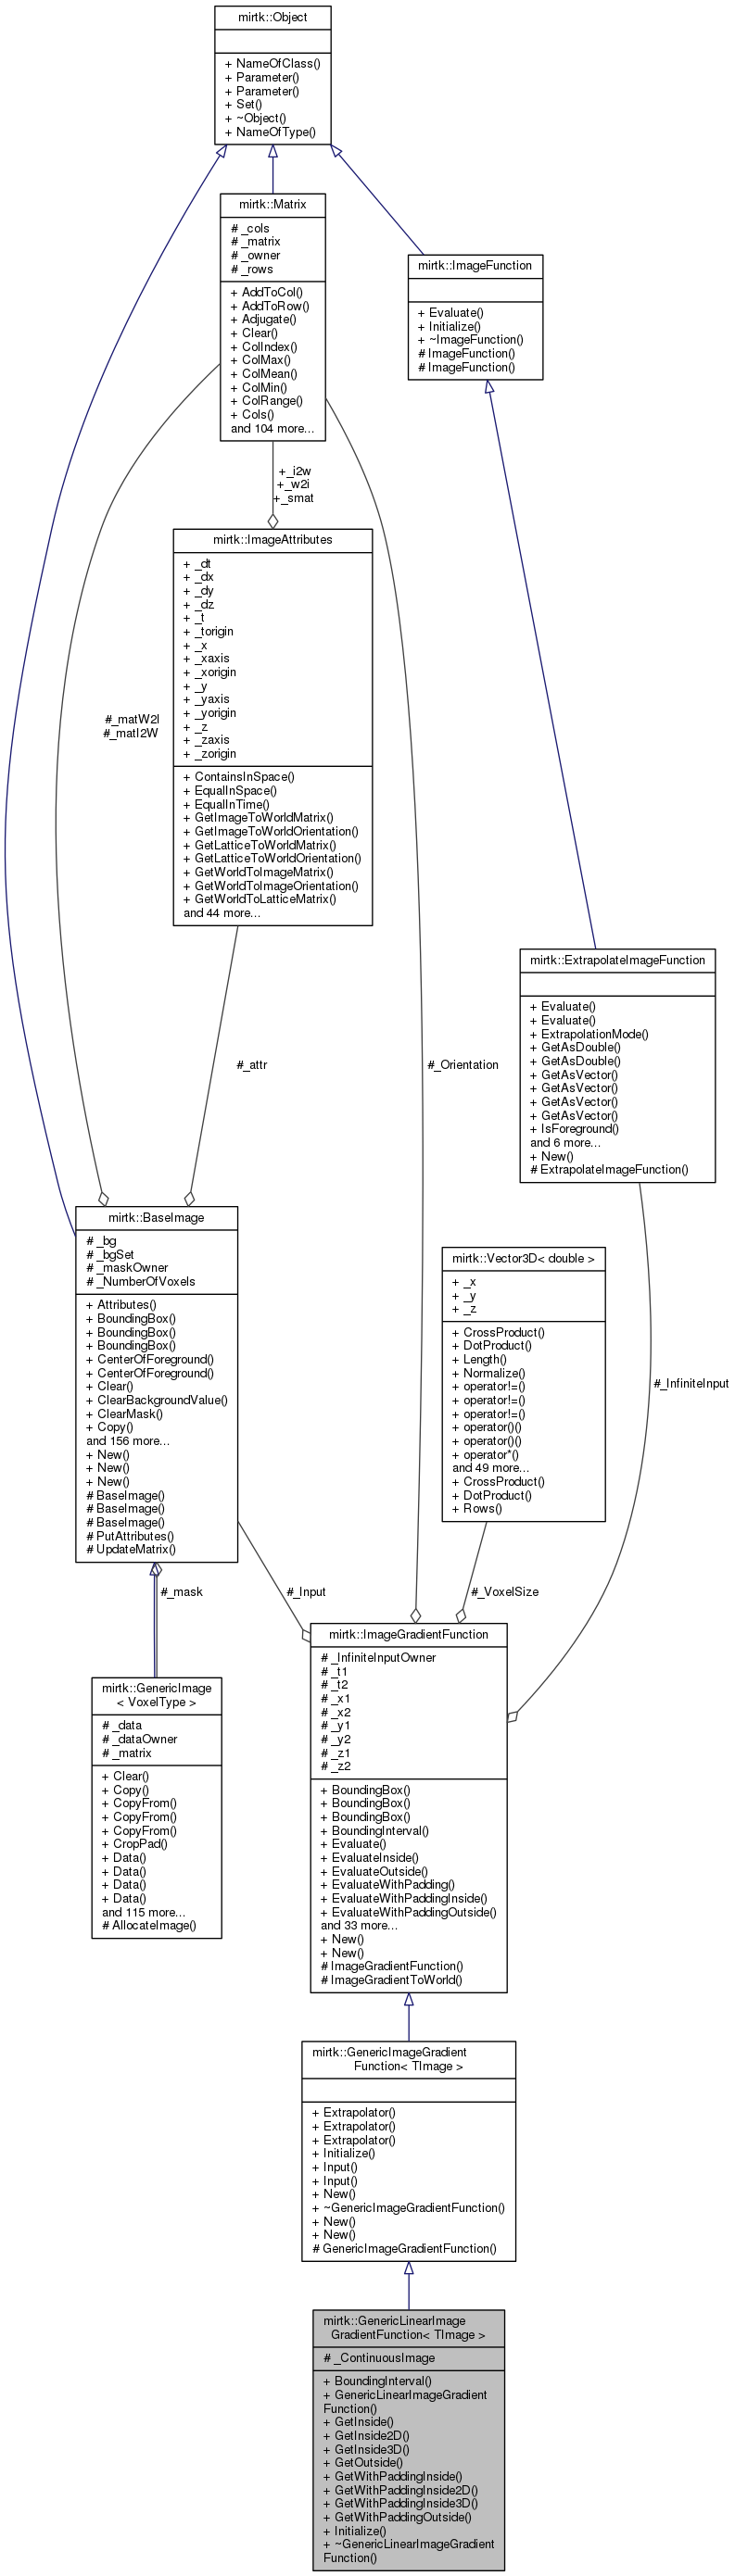 mirtk::Object
+ NameOfClass()
+ Parameter()
+ Parameter()
+ Set()
+ ~Object()
+ NameOfType()
mirtk::Matrix
# _cols
# _matrix
# _owner
# _rows
+ AddToCol()
+ AddToRow()
+ Adjugate()
+ Clear()
+ ColIndex()
+ ColMax()
+ ColMean()
+ ColMin()
+ ColRange()
+ Cols()
and 104 more...
mirtk::ImageFunction
+ Evaluate()
+ Initialize()
+ ~ImageFunction()
# ImageFunction()
# ImageFunction()
+_i2w
+_w2i
+_smat
mirtk::ImageAttributes
+ _dt
+ _dx
+ _dy
+ _dz
+ _t
+ _torigin
+ _x
+ _xaxis
+ _xorigin
+ _y
+ _yaxis
+ _yorigin
+ _z
+ _zaxis
+ _zorigin
+ ContainsInSpace()
+ EqualInSpace()
+ EqualInTime()
+ GetImageToWorldMatrix()
+ GetImageToWorldOrientation()
+ GetLatticeToWorldMatrix()
+ GetLatticeToWorldOrientation()
+ GetWorldToImageMatrix()
+ GetWorldToImageOrientation()
+ GetWorldToLatticeMatrix()
and 44 more...
#_matW2I
#_matI2W
mirtk::ExtrapolateImageFunction
+ Evaluate()
+ Evaluate()
+ ExtrapolationMode()
+ GetAsDouble()
+ GetAsDouble()
+ GetAsVector()
+ GetAsVector()
+ GetAsVector()
+ GetAsVector()
+ IsForeground()
and 6 more...
+ New()
# ExtrapolateImageFunction()
#_attr
#_Orientation
mirtk::BaseImage
# _bg
# _bgSet
# _maskOwner
# _NumberOfVoxels
+ Attributes()
+ BoundingBox()
+ BoundingBox()
+ BoundingBox()
+ CenterOfForeground()
+ CenterOfForeground()
+ Clear()
+ ClearBackgroundValue()
+ ClearMask()
+ Copy()
and 156 more...
+ New()
+ New()
+ New()
# BaseImage()
# BaseImage()
# BaseImage()
# PutAttributes()
# UpdateMatrix()
mirtk::Vector3D< double >
+ _x
+ _y
+ _z
+ CrossProduct()
+ DotProduct()
+ Length()
+ Normalize()
+ operator!=()
+ operator!=()
+ operator!=()
+ operator()()
+ operator()()
+ operator*()
and 49 more...
+ CrossProduct()
+ DotProduct()
+ Rows()
#_InfiniteInput
#_mask
#_Input
#_VoxelSize
mirtk::GenericImage
< VoxelType >
# _data
# _dataOwner
# _matrix
+ Clear()
+ Copy()
+ CopyFrom()
+ CopyFrom()
+ CopyFrom()
+ CropPad()
+ Data()
+ Data()
+ Data()
+ Data()
and 115 more...
# AllocateImage()
mirtk::ImageGradientFunction
# _InfiniteInputOwner
# _t1
# _t2
# _x1
# _x2
# _y1
# _y2
# _z1
# _z2
+ BoundingBox()
+ BoundingBox()
+ BoundingBox()
+ BoundingInterval()
+ Evaluate()
+ EvaluateInside()
+ EvaluateOutside()
+ EvaluateWithPadding()
+ EvaluateWithPaddingInside()
+ EvaluateWithPaddingOutside()
and 33 more...
+ New()
+ New()
# ImageGradientFunction()
# ImageGradientToWorld()
mirtk::GenericImageGradient
Function< TImage >
+ Extrapolator()
+ Extrapolator()
+ Extrapolator()
+ Initialize()
+ Input()
+ Input()
+ New()
+ ~GenericImageGradientFunction()
+ New()
+ New()
# GenericImageGradientFunction()
mirtk::GenericLinearImage
GradientFunction< TImage >
# _ContinuousImage
+ BoundingInterval()
+ GenericLinearImageGradient
Function()
+ GetInside()
+ GetInside2D()
+ GetInside3D()
+ GetOutside()
+ GetWithPaddingInside()
+ GetWithPaddingInside2D()
+ GetWithPaddingInside3D()
+ GetWithPaddingOutside()
+ Initialize()
+ ~GenericLinearImageGradient
Function()